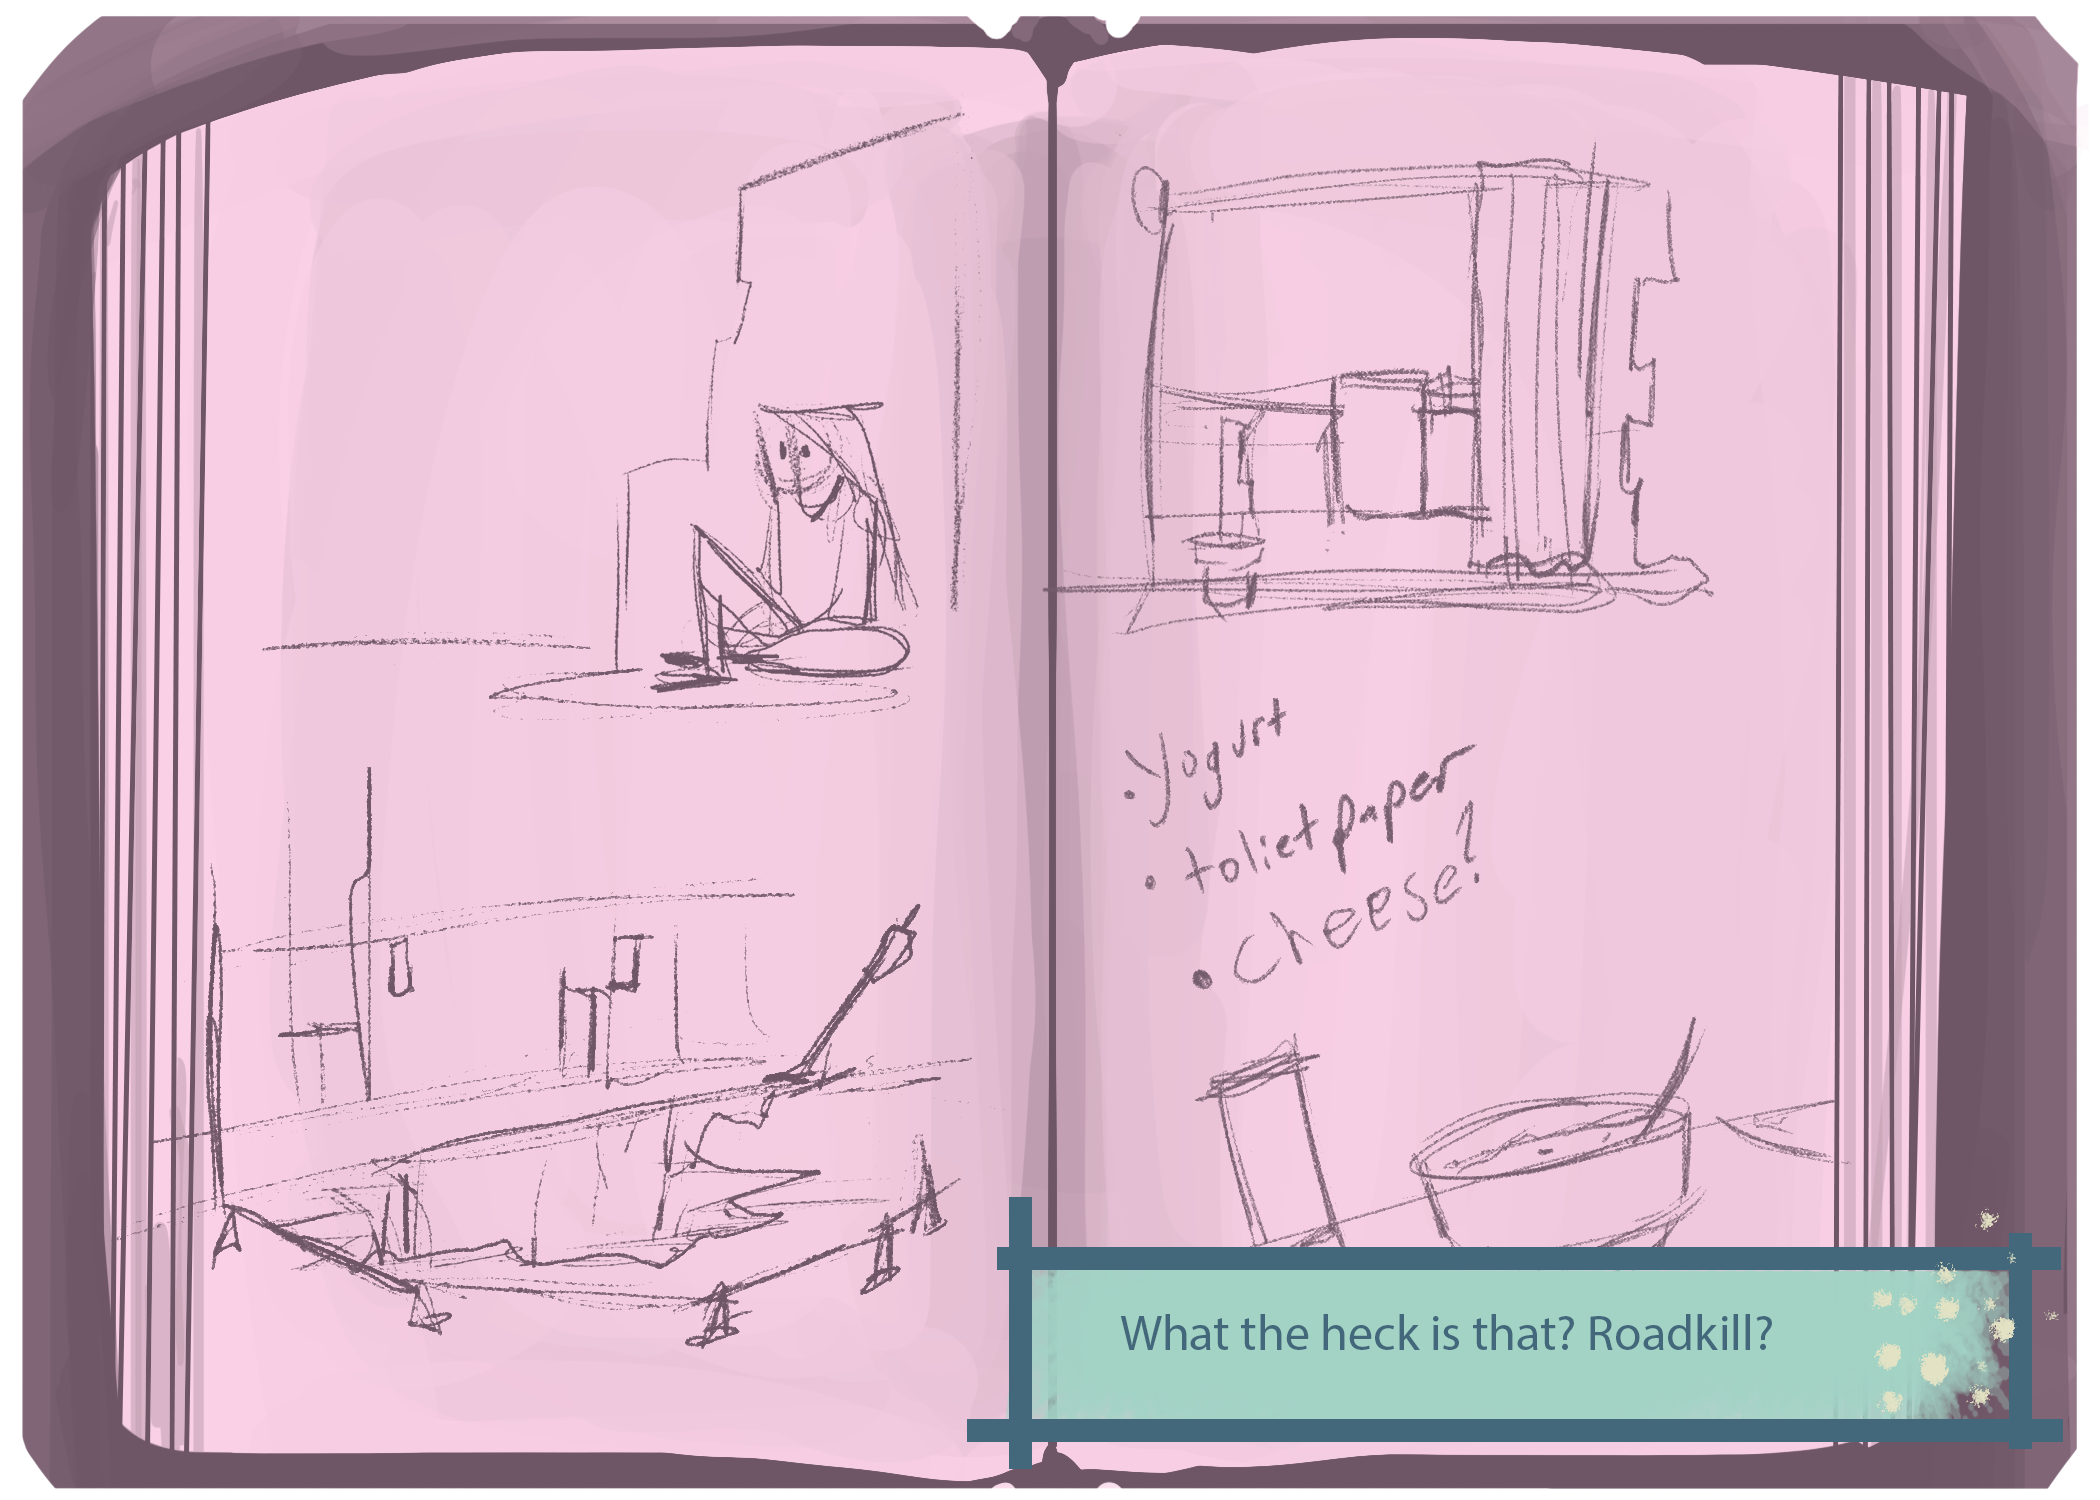 • Yogurt
• toliet paper
• cheese?
What the heck is that? Roadkill?